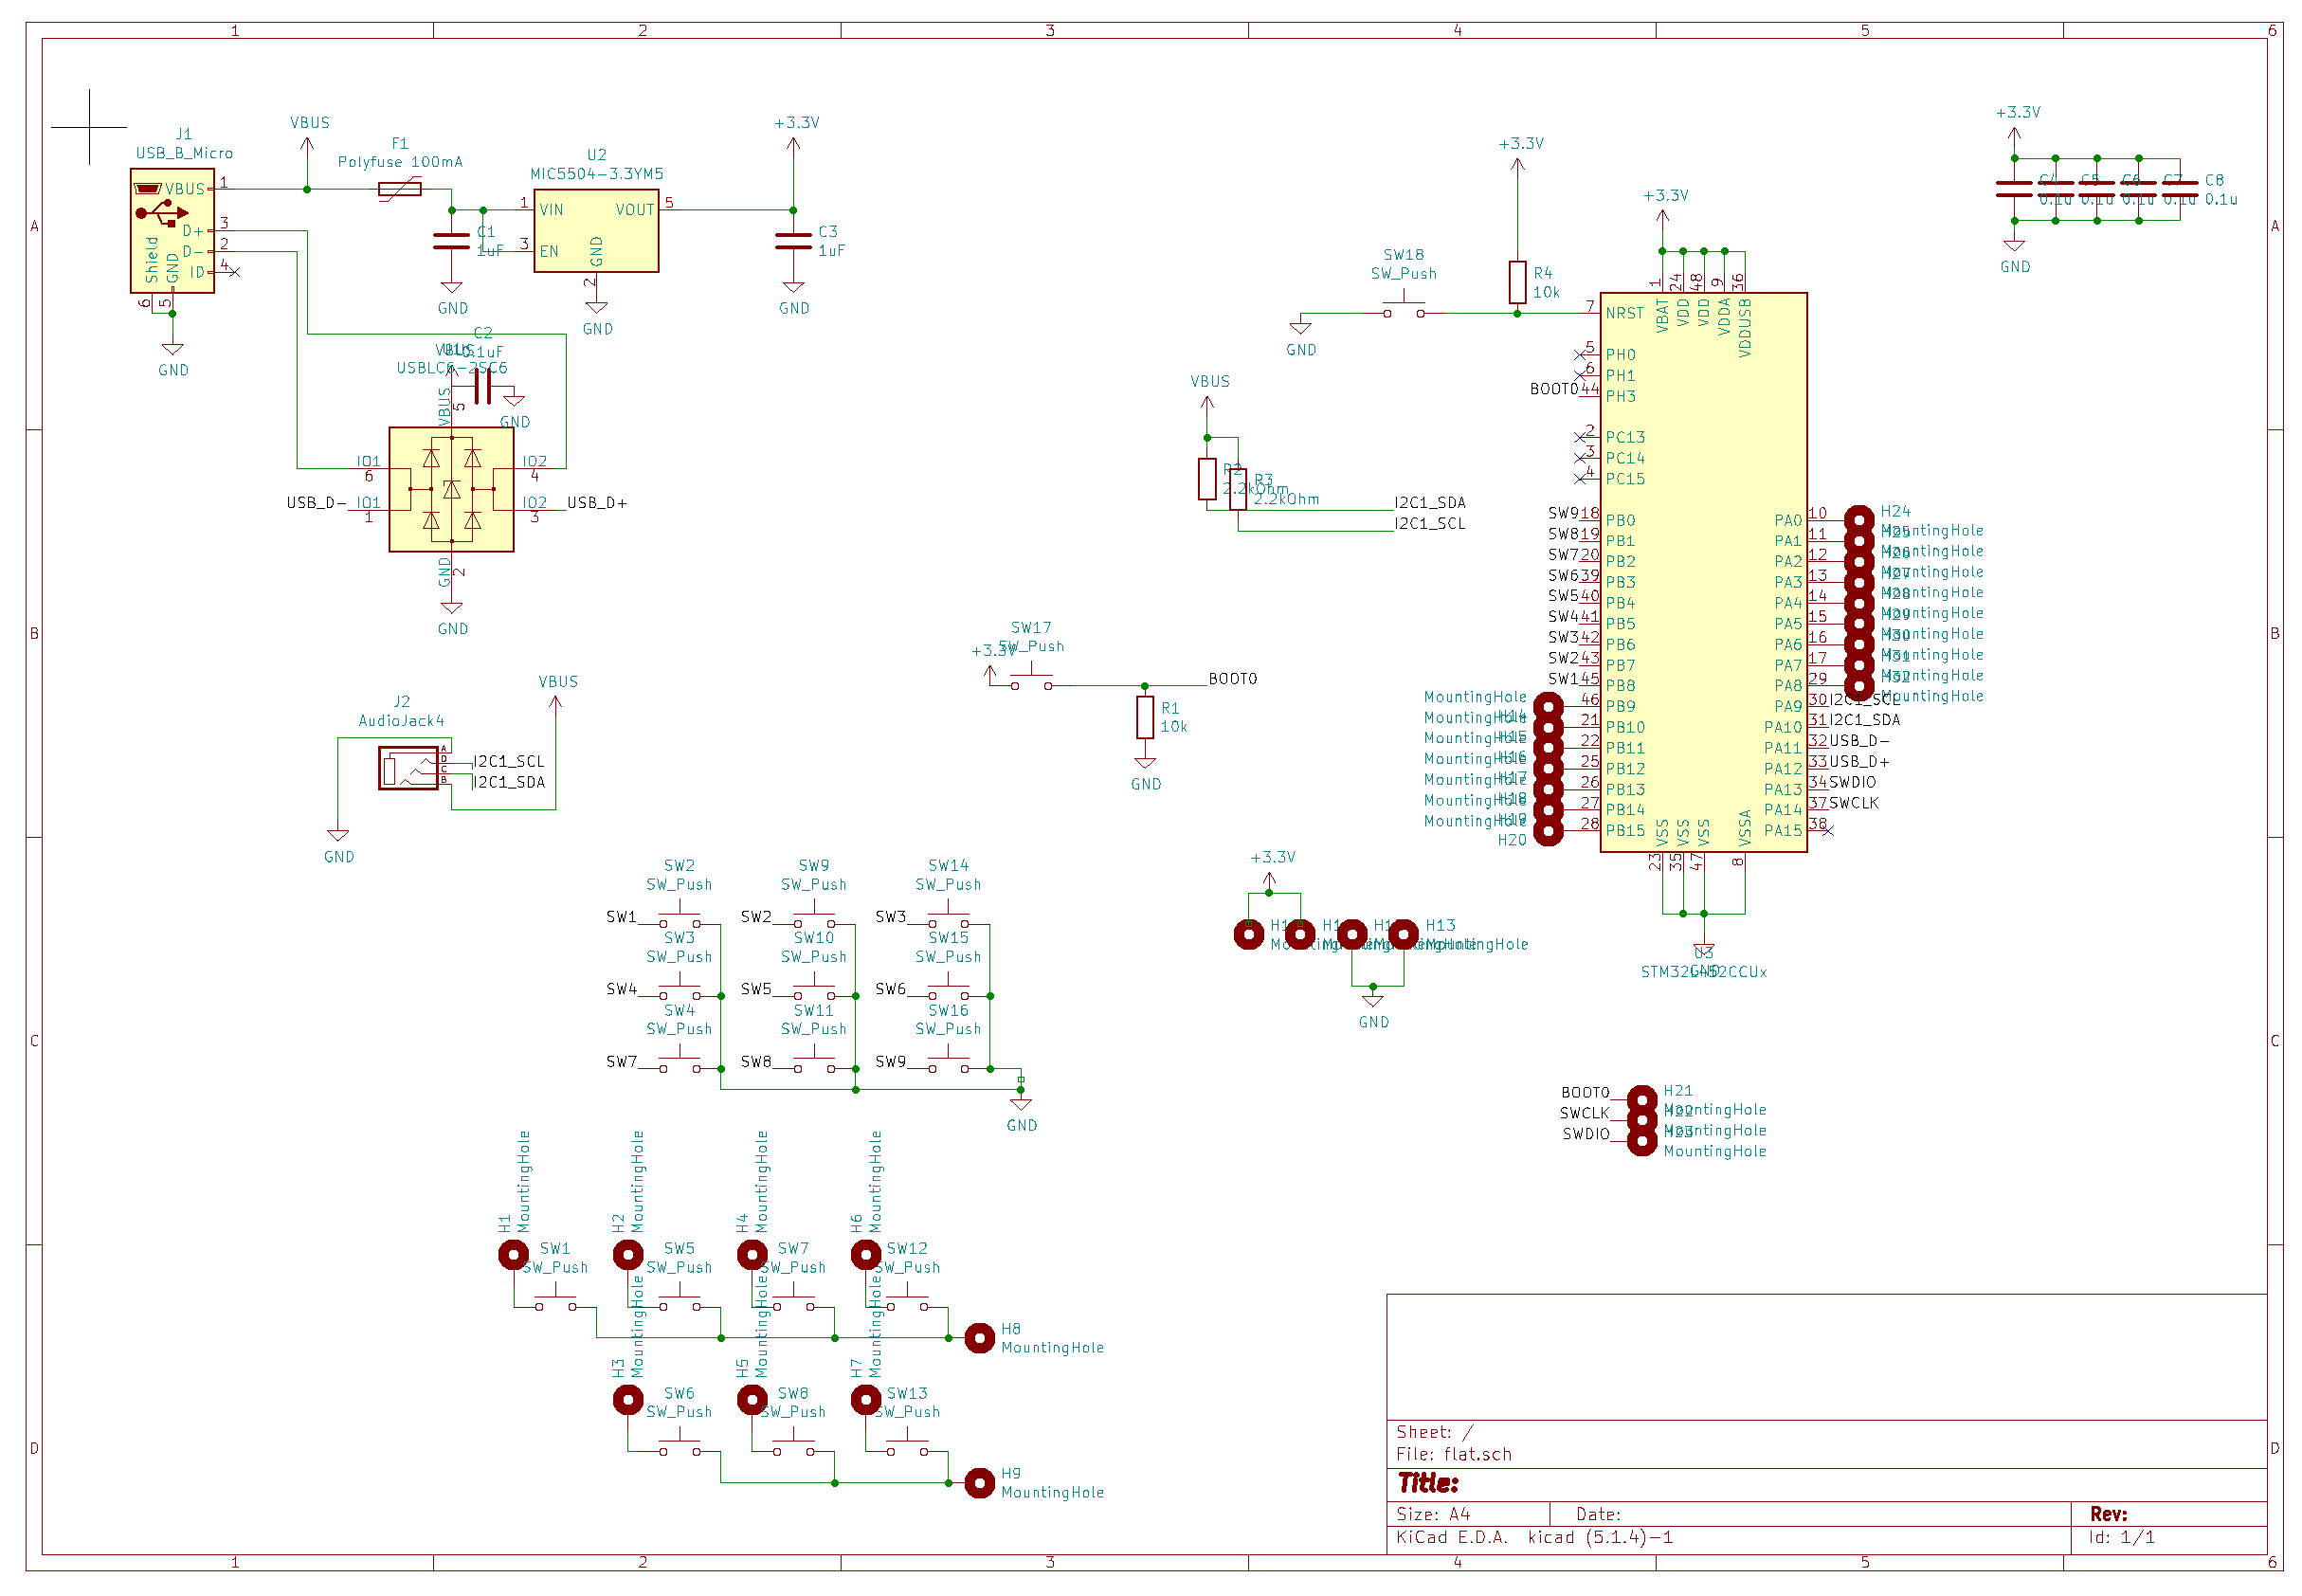 1 2 3 4 5 6
A
B
C
D
A
B
C
D
1 2 3 4 5 6
J1
USB_B_Micro
VBUS 1
D+ 3
D- 2
ID 4
Shield
GND
6 5
GND
VBUS
F1
Polyfuse 100mA
C1
1uF
GND
U2
MIC5504-3.3YM5
1 VIN VOUT 5
3 EN
GND
2
GND
+3.3V
C3
1uF
GND
C2
0.1uF
VBUS
USBLC6-2SC6
GND
VBUS
5
IO1
6
IO2
4
USB_D- IO1
1
IO2 USB_D+
3
GND
2
GND
J2
AudioJack4
A
D
C
B
I2C1_SCL
I2C1_SDA
VBUS
GND
SW2
SW_Push
SW1
SW9
SW_Push
SW2
SW14
SW_Push
SW3
SW3
SW_Push
SW4
SW10
SW_Push
SW5
SW15
SW_Push
SW6
SW4
SW_Push
SW7
SW11
SW_Push
SW8
SW16
SW_Push
SW9
GND
H1
MountingHole
H2
MountingHole
H4
MountingHole
H6
MountingHole
SW1
SW_Push
SW5
SW_Push
SW7
SW_Push
SW12
SW_Push
H8
MountingHole
H3
MountingHole
H5
MountingHole
H7
MountingHole
SW6
SW_Push
SW8
SW_Push
SW13
SW_Push
H9
MountingHole
+3.3V
SW17
SW_Push
BOOT0
R1
10k
GND
VBUS
R2
2.2kOhm
R3
2.2kOhm
I2C1_SDA
I2C1_SCL
SW18
SW_Push
GND
+3.3V
R4
10k
+3.3V
1 24 48 9 36
VBAT VDD VDD VDDA VDDUSB
7 NRST
5 PH0
6 PH1
BOOT0 44 PH3
2 PC13
3 PC14
4 PC15
SW9 18 PB0
SW8 19 PB1
SW7 20 PB2
SW6 39 PB3
SW5 40 PB4
SW4 41 PB5
SW3 42 PB6
SW2 43 PB7
SW1 45 PB8
46 PB9
21 PB10
22 PB11
25 PB12
26 PB13
27 PB14
28 PB15
MountingHole
H14
MountingHole
H15
MountingHole
H16
MountingHole
H17
MountingHole
H18
MountingHole
H19
MountingHole
H20
PA0 10
PA1 11
PA2 12
PA3 13
PA4 14
PA5 15
PA6 16
PA7 17
PA8 29
PA9 30 I2C1_SCL
PA10 31 I2C1_SDA
PA11 32 USB_D-
PA12 33 USB_D+
PA13 34 SWDIO
PA14 37 SWCLK
PA15 38
H24
MountingHole
H25
MountingHole
H26
MountingHole
H27
MountingHole
H28
MountingHole
H29
MountingHole
H30
MountingHole
H31
MountingHole
H32
MountingHole
VSS VSS VSS VSSA
23 35 47 8
U3
GND
+3.3V
C4
0.1u
C5
0.1u
C6
0.1u
C7
0.1u
C8
0.1u
GND
+3.3V
H13
MountingHole
GND
BOOT0
SWCLK
SWDIO
H21
MountingHole
H22
MountingHole
H23
MountingHole
Sheet: /
File: flat.sch
Title:
Size: A4 Date: Rev:
KiCad E.D.A. kicad (5.1.4)-1 Id: 1/1